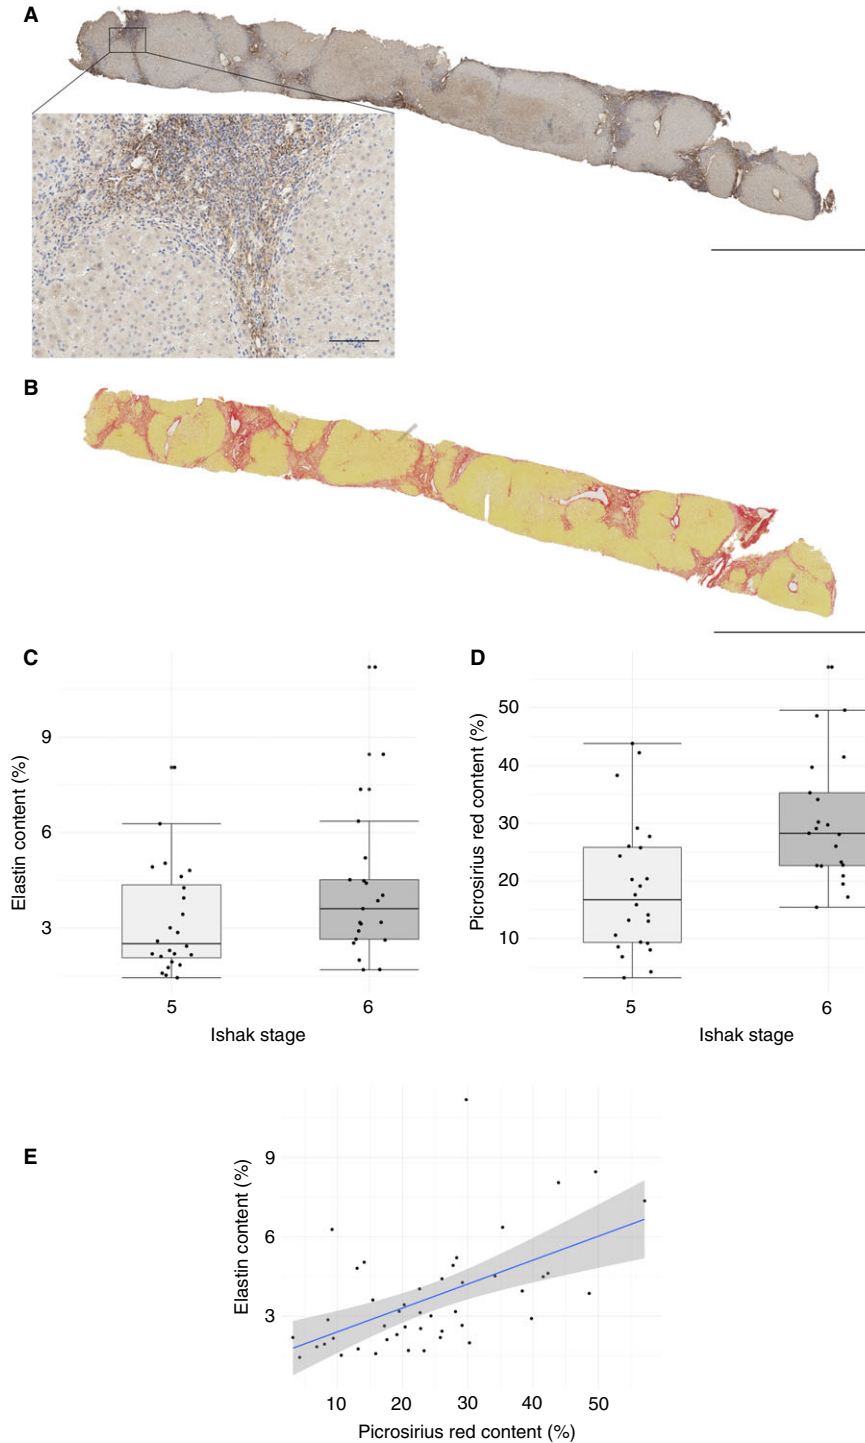 A
B
C
D
Elastin content (%)
9
6
3
5
6
Ishak stage
Picrosirius red content (%)
50
40
30
20
10
5
6
Ishak stage
E
Elastin content (%)
9
6
3
10
20
30
40
50
Picrosirius red content (%)